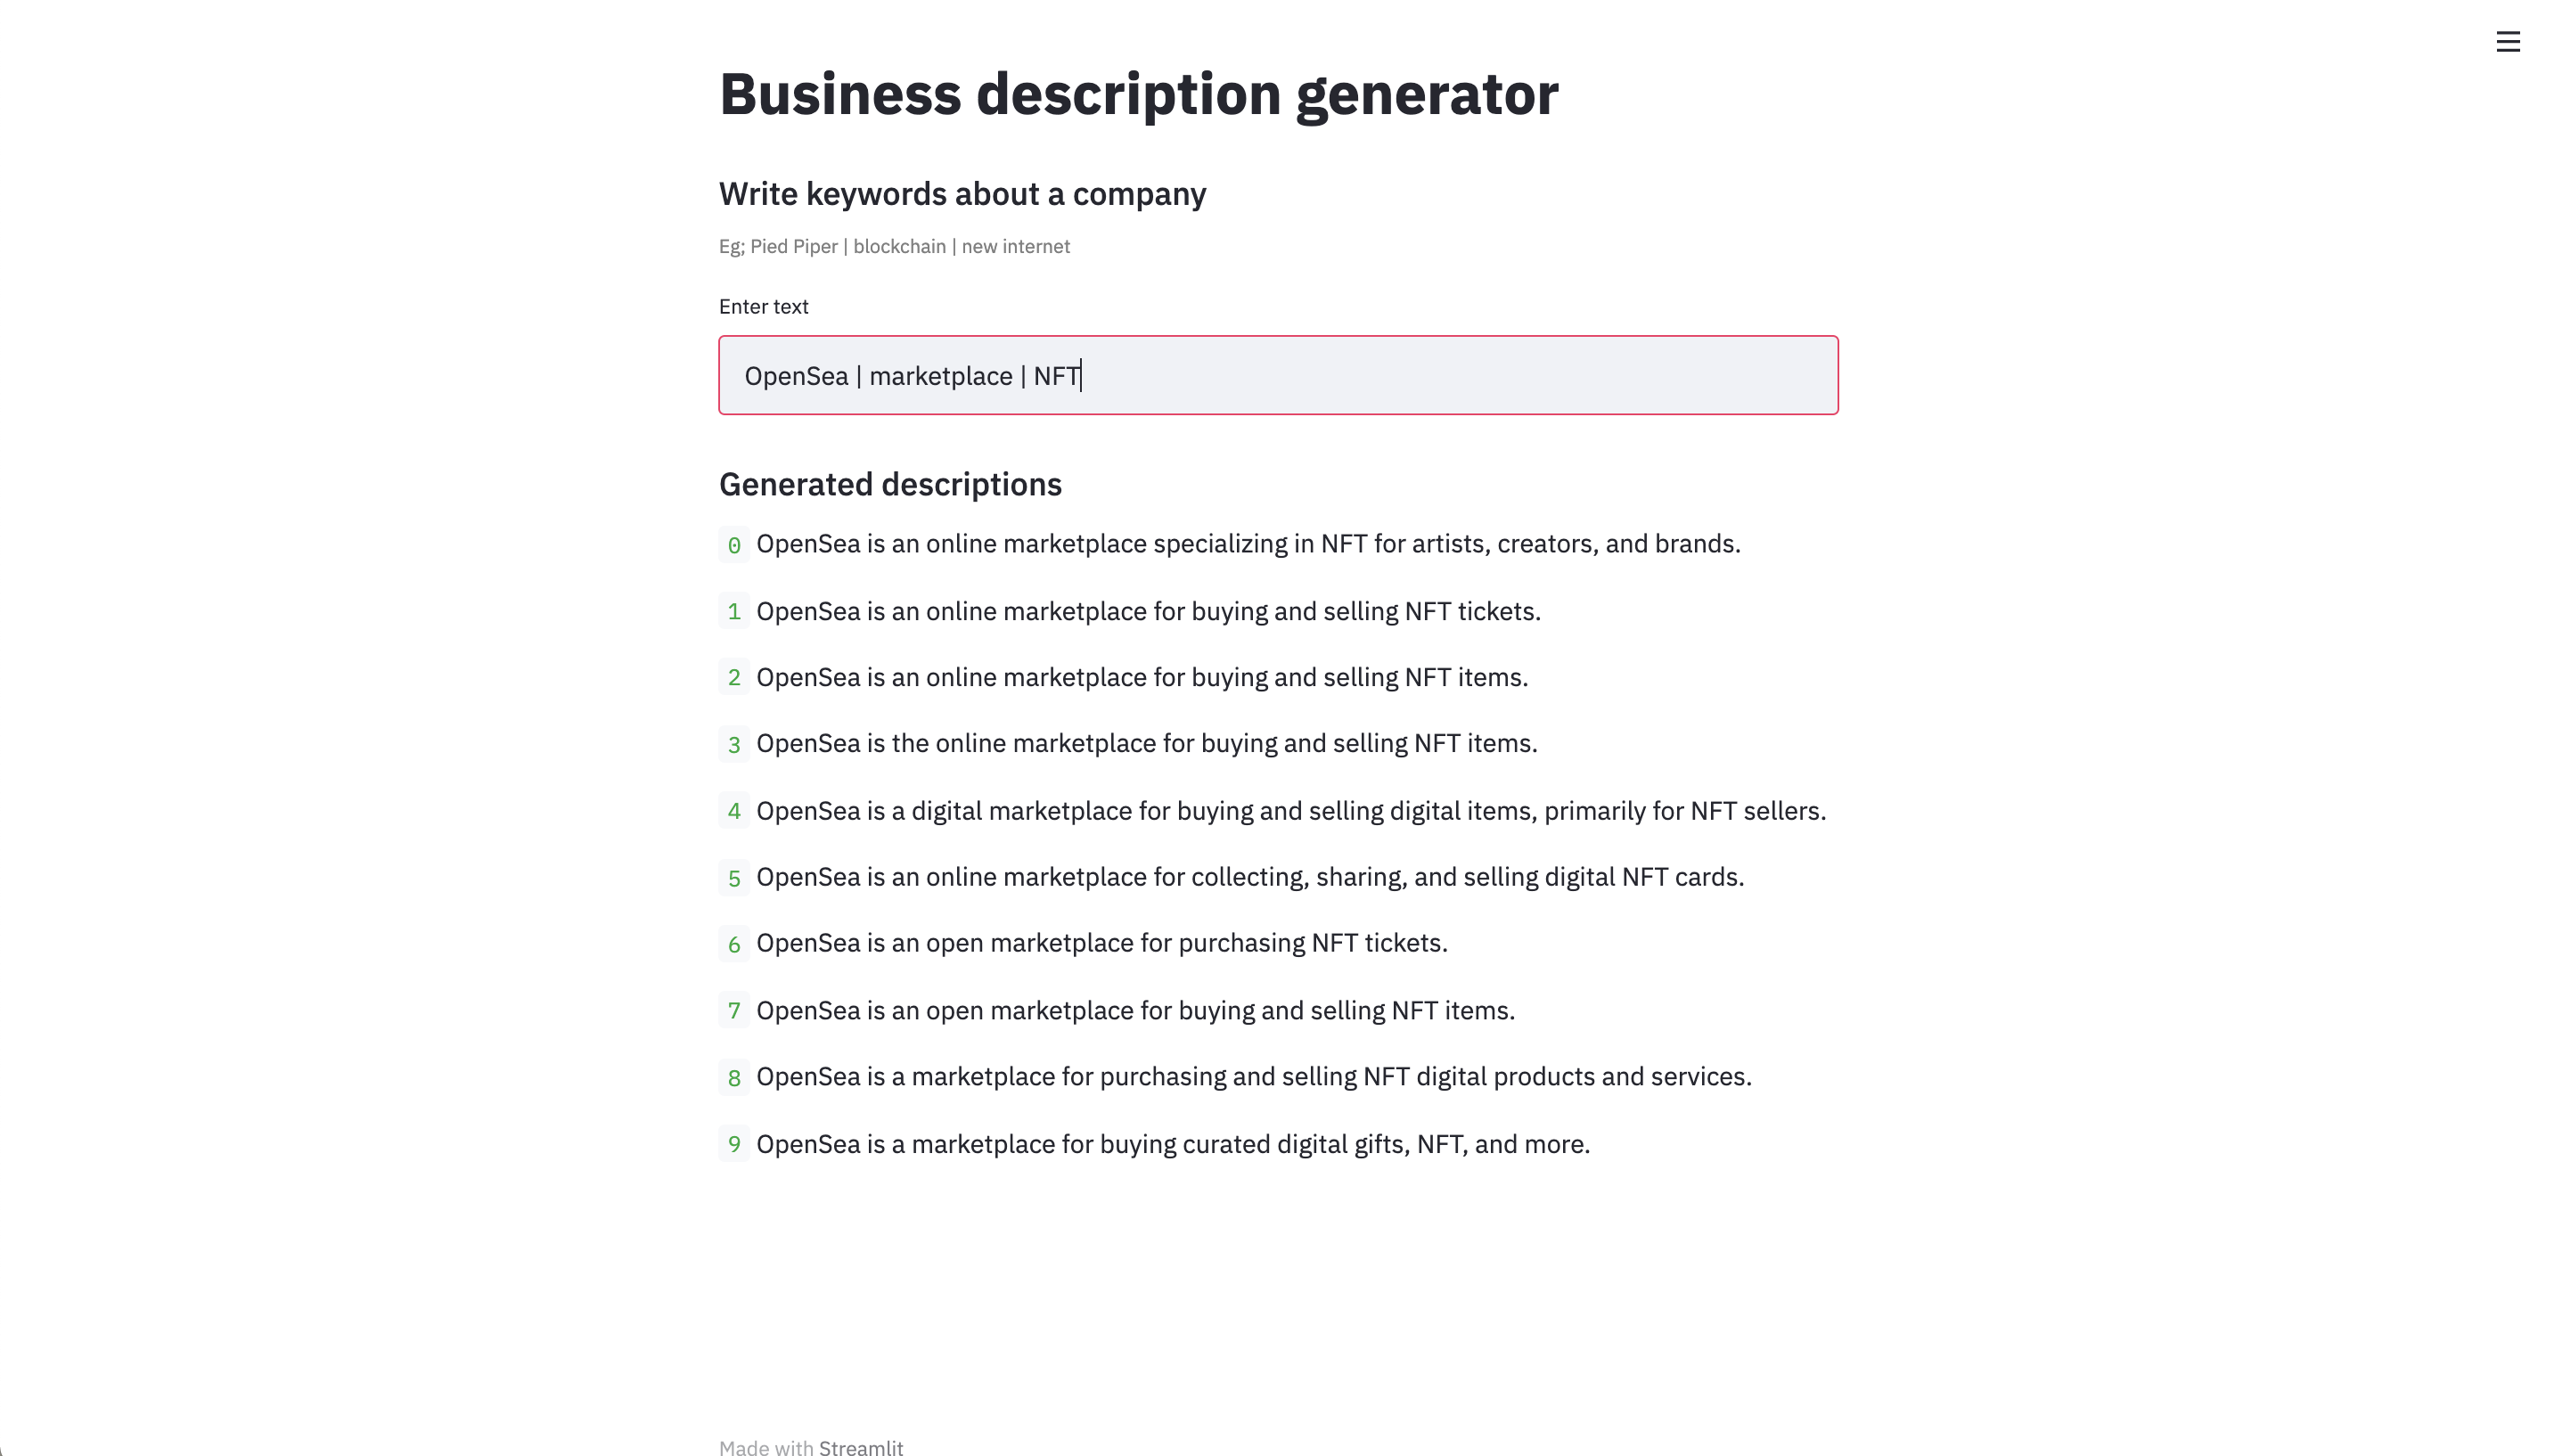 Business description generator
Write keywords about a company
Eg; Pied Piper | blockchain | new internet
Enter text
OpenSea | marketplace | NFT
Generated descriptions
0 OpenSea is an online marketplace specializing in NFT for artists, creators, and brands.
1 OpenSea is an online marketplace for buying and selling NFT tickets.
2 OpenSea is an online marketplace for buying and selling NFT items.
3 OpenSea is the online marketplace for buying and selling NFT items.
4 OpenSea is a digital marketplace for buying and selling digital items, primarily for NFT sellers.
5 OpenSea is an online marketplace for collecting, sharing, and selling digital NFT cards.
6 OpenSea is an open marketplace for purchasing NFT tickets.
7 OpenSea is an open marketplace for buying and selling NFT items.
8 OpenSea is a marketplace for purchasing and selling NFT digital products and services.
9 OpenSea is a marketplace for buying curated digital gifts, NFT, and more.
Made with Streamlit